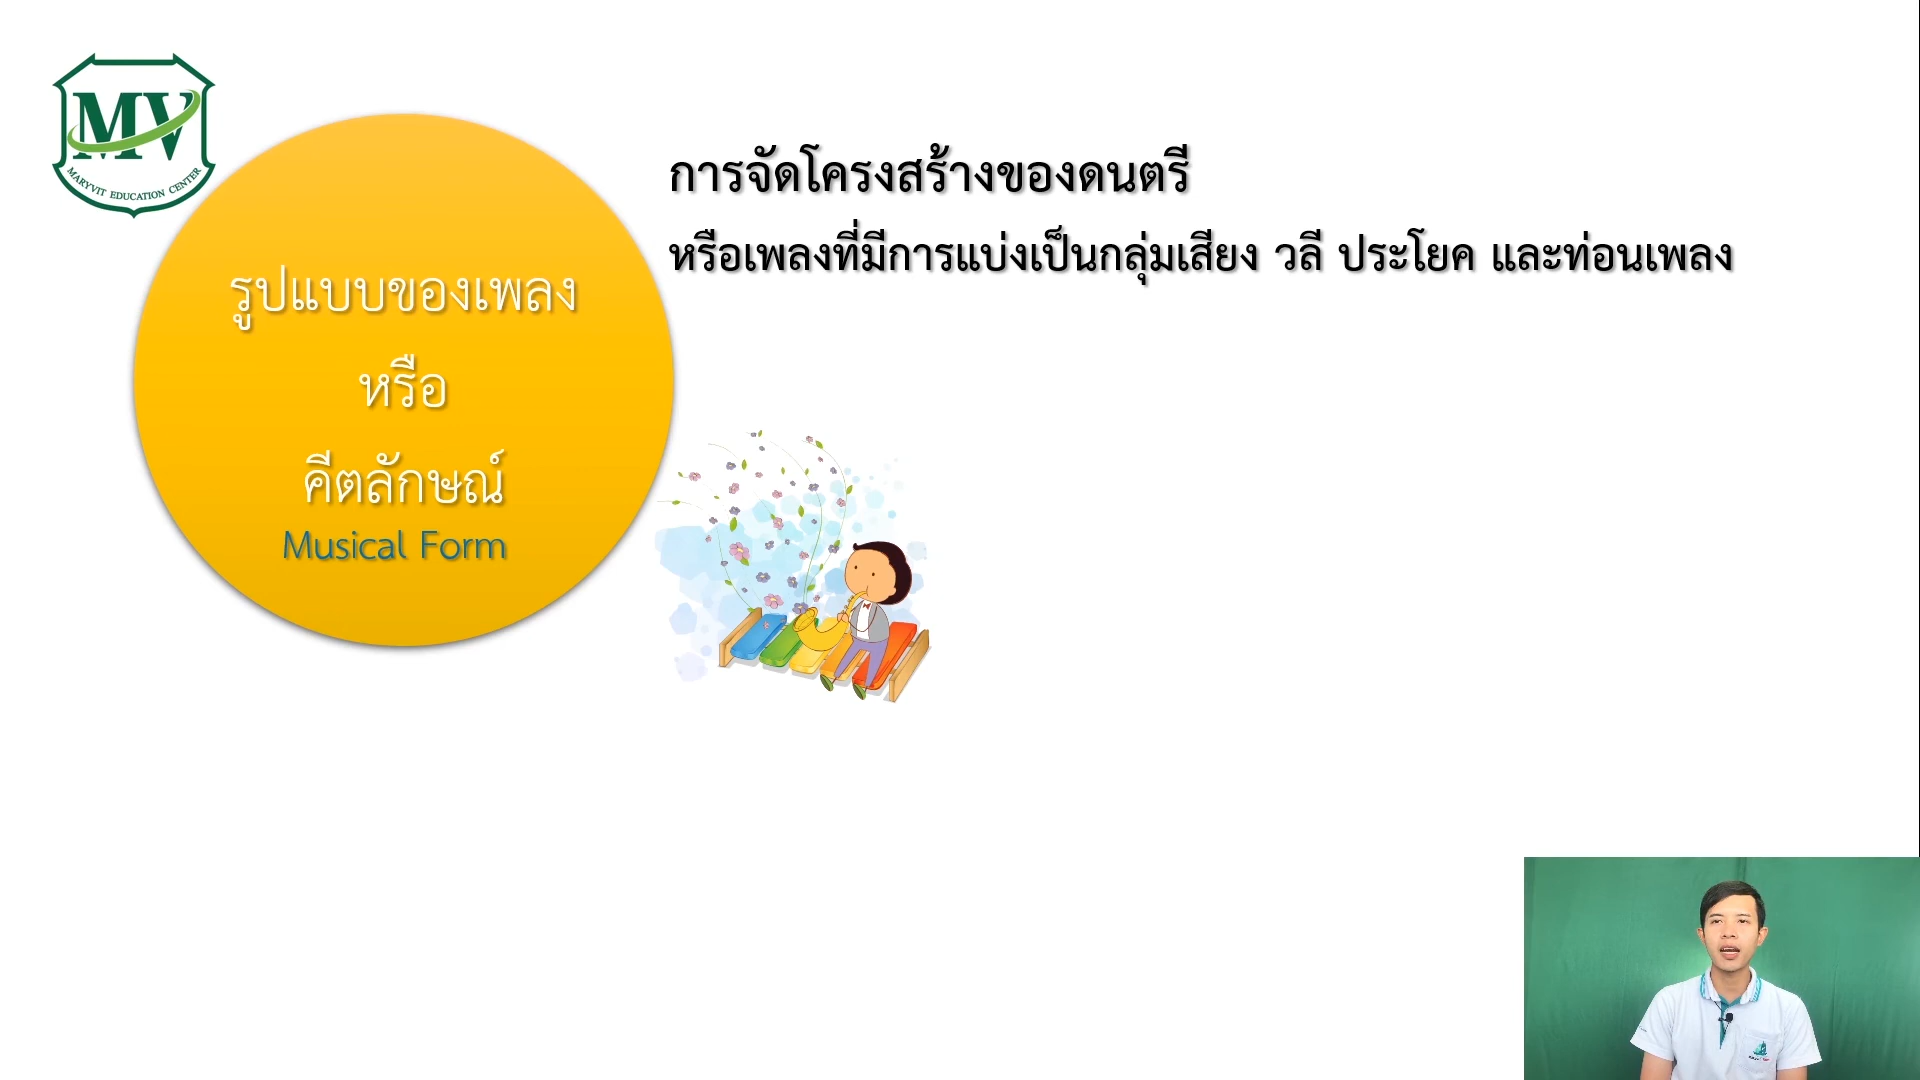 MV
MARYVIT EDUCATION CENTER
รูปแบบของเพลง
หรือ
คีตลักษณ์
Musical Form
การจัดโครงสร้างของดนตรี
หรือเพลงที่มีการแบ่งเป็นกลุ่มเสียง วลี ประโยค และท่อนเพลง